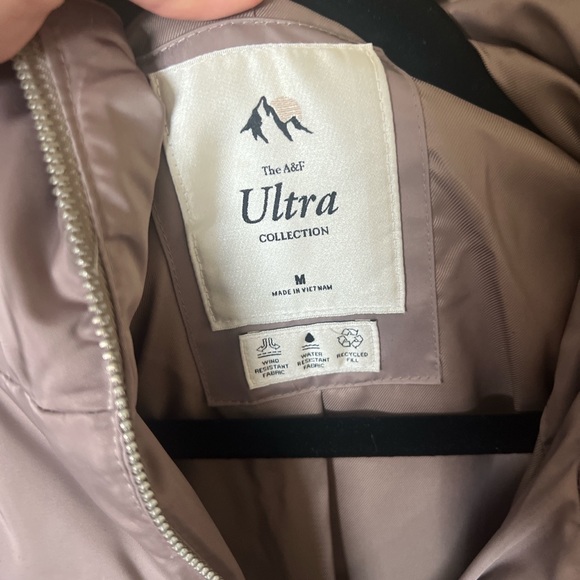 The A&F
Ultra
COLLECTION
M
MADE IN VIETNAM
WIND RESISTANT FABRIC
WATER RESISTANT FABRIC
RECYCLED FILL